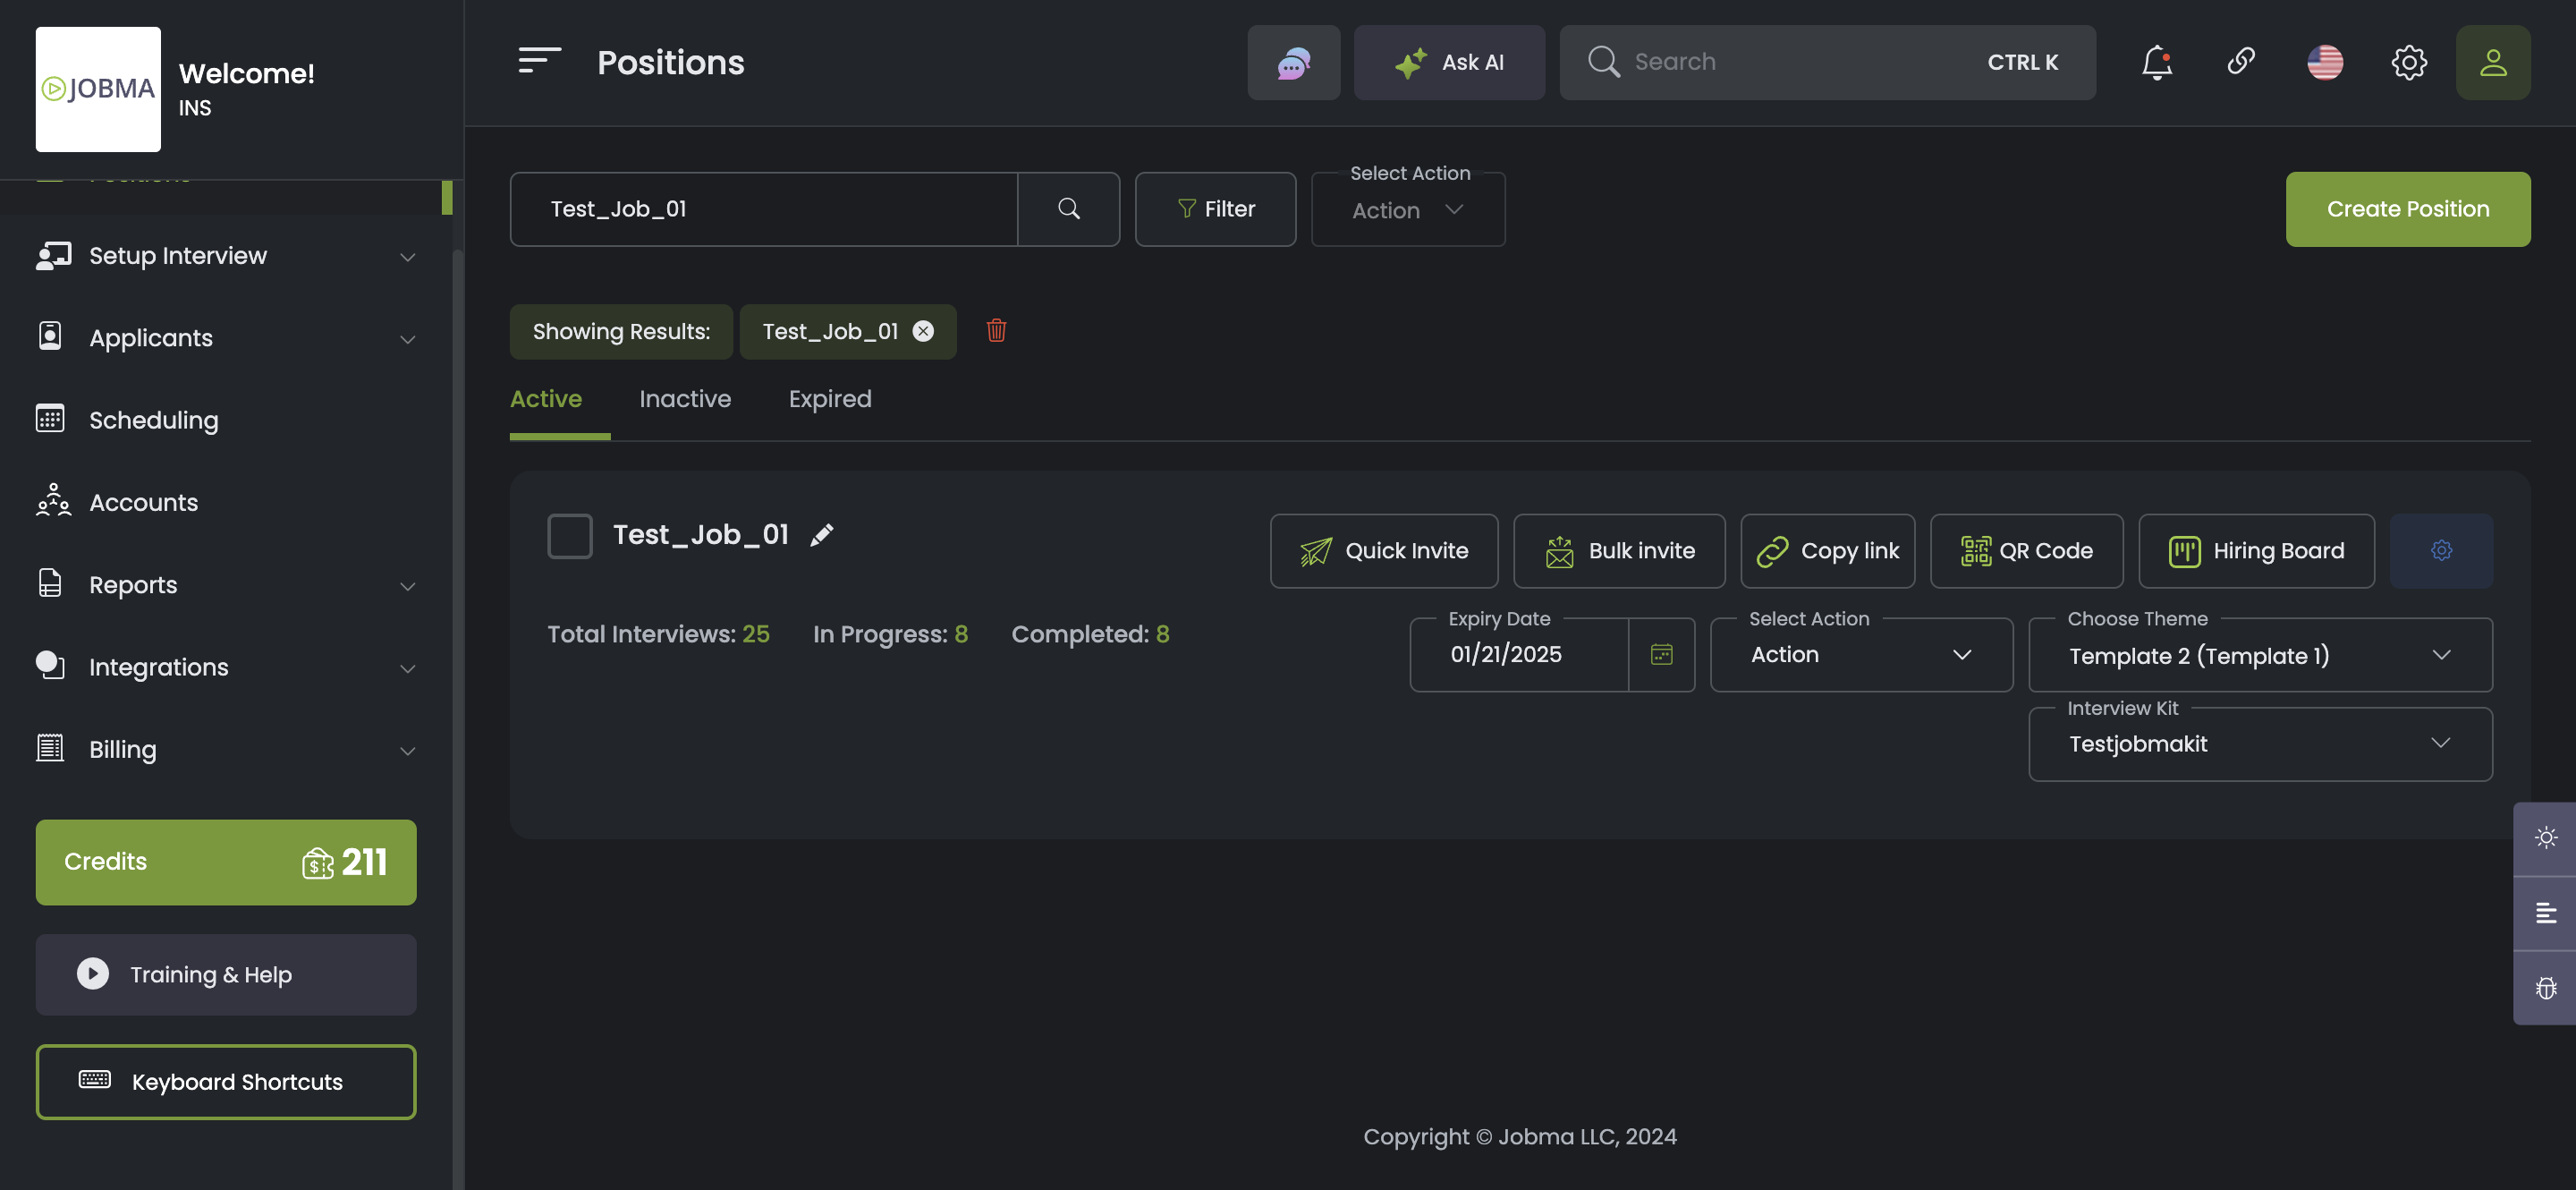 JOBMA
Welcome!
INS
Positions
Ask AI
Search
CTRL K
Setup Interview
Applicants
Scheduling
Accounts
Reports
Integrations
Billing
Credits
211
Training & Help
Keyboard Shortcuts
Test_Job_01
Filter
Select Action
Action
Create Position
Showing Results:
Test_Job_01
Active
Inactive
Expired
Test_Job_01
Quick Invite
Bulk invite
Copy link
QR Code
Hiring Board
Total Interviews: 25
In Progress: 8
Completed: 8
Expiry Date
01/21/2025
Select Action
Action
Choose Theme
Template 2 (Template 1)
Interview Kit
Testjobmakit
Copyright © Jobma LLC, 2024